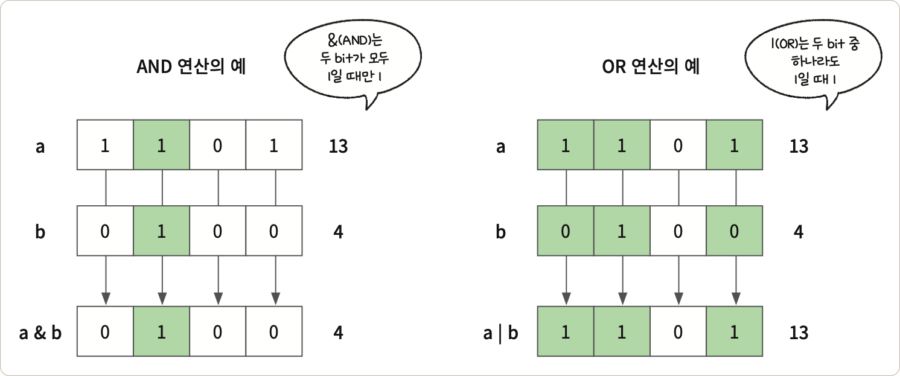 AND 연산의 예
&(AND)는
두 bit가 모두
1일 때만 1
a 1 1 0 1 13
b 0 1 0 0 4
a & b 0 1 0 0 4
OR 연산의 예
|(OR)는 두 bit 중
하나라도
1일 때 1
a 1 1 0 1 13
b 0 1 0 0 4
a | b 1 1 0 1 13